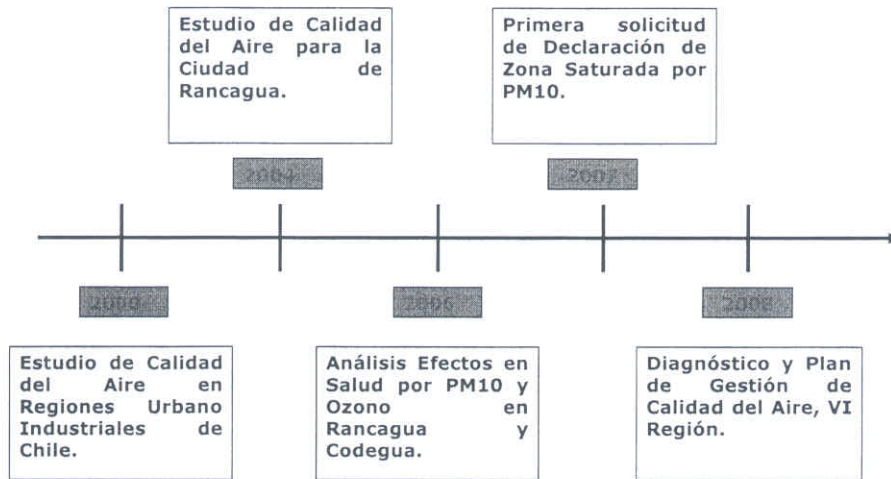 Estudio de Calidad
del Aire para la
Ciudad de
Rancagua.
Primera solicitud
de Declaración de
Zona Saturada por
PM10.
2004
2007
2000
2006
2008
Estudio de Calidad
del Aire en
Regiones Urbano
Industriales de
Chile.
Análisis Efectos en
Salud por PM10 y
Ozono en
Rancagua y
Codegua.
Diagnóstico y Plan
de Gestión de
Calidad del Aire, VI
Región.